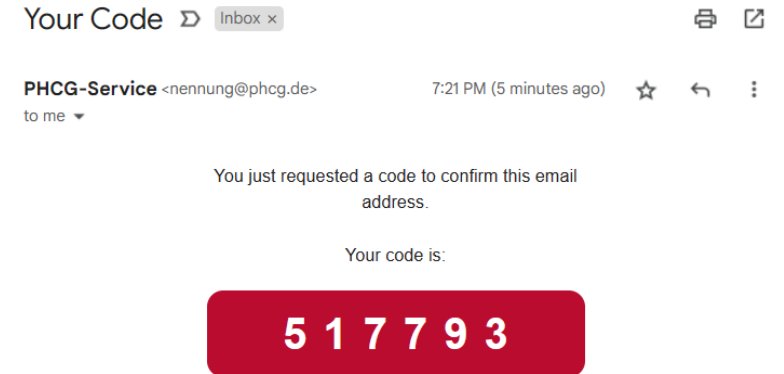 Your Code Inbox ×
PHCG-Service <nennung@phcg.de> 7:21 PM (5 minutes ago)
to me
You just requested a code to confirm this email
address.
Your code is:
5 1 7 7 9 3